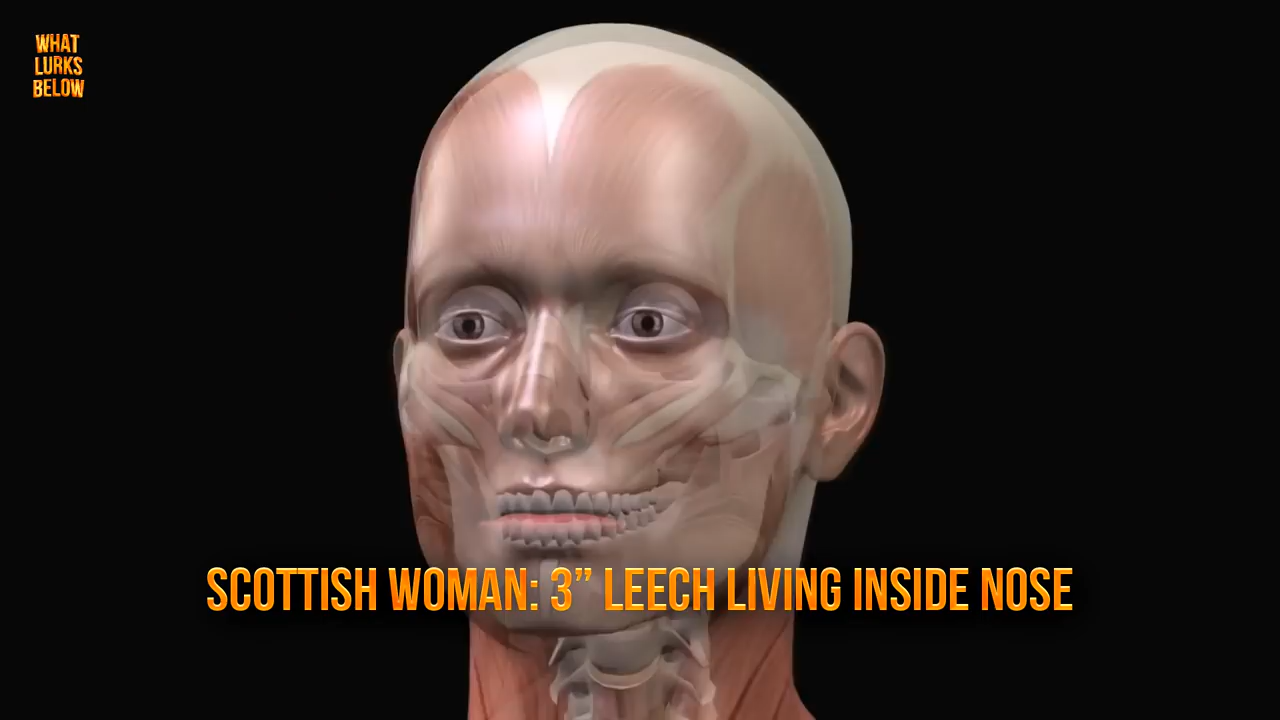 WHAT
LURKS
BELOW
SCOTTISH WOMAN: 3” LEECH LIVING INSIDE NOSE